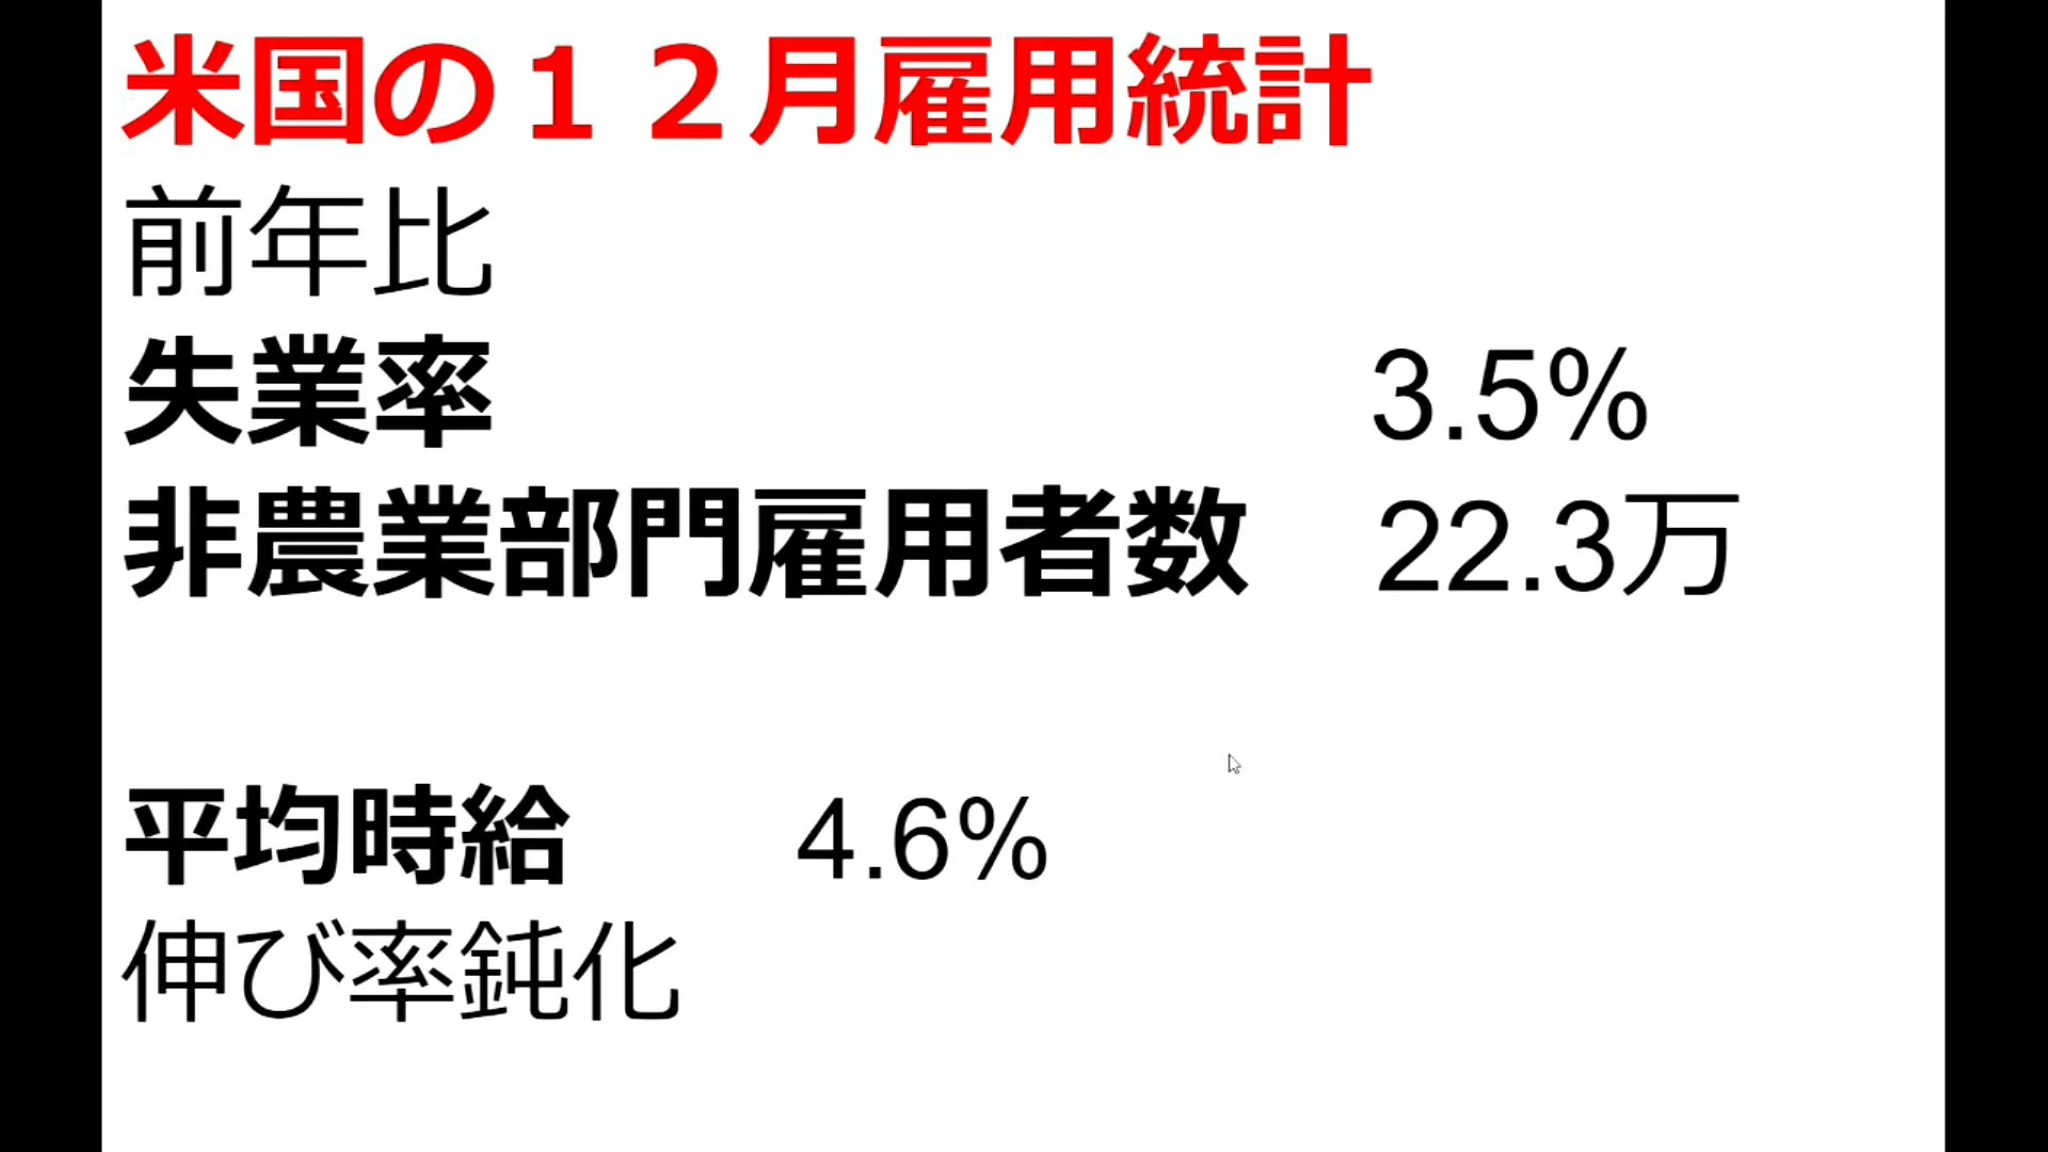 米国の１２月雇用統計
前年比
失業率　3.5%
非農業部門雇用者数　22.3万
平均時給　4.6%
伸び率鈍化